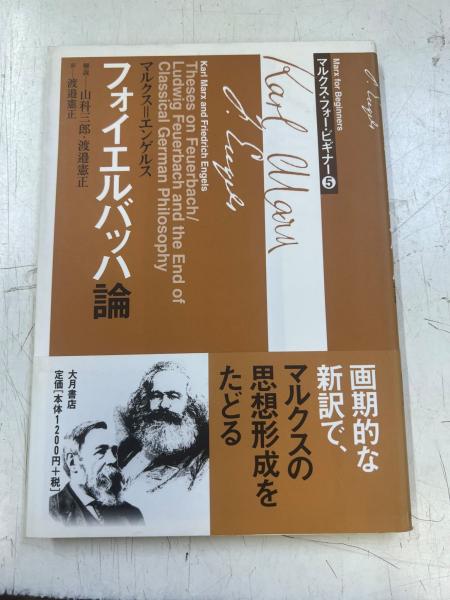 Marx for Beginners
マルクス・フォー・ビギナー❺
Karl Marx
F. Engels
Karl Marx and Friedrich Engels
Theses on Feuerbach/
Ludwig Feuerbach and the End of
Classical German Philosophy
マルクス=エンゲルス
フォイエルバッハ論
解説――山科三郎・渡邉憲正
訳――渡邉憲正
F. Engels
画期的な
新訳で、
マルクスの
思想形成を
たどる
大月書店
定価[本体1200円+税]